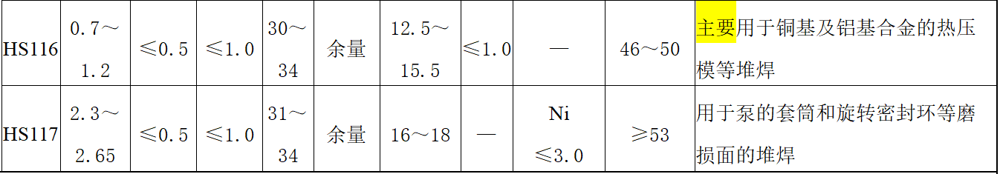 HS116 0.7～1.2 ≤0.5 ≤1.0 30～34 余量 12.5～15.5 ≤1.0 — 46～50 主要用于铜基及铝基合金的热压模等堆焊
HS117 2.3～2.65 ≤0.5 ≤1.0 31～34 余量 16～18 — Ni ≤3.0 ≥53 用于泵的套筒和旋转密封环等磨损面的堆焊